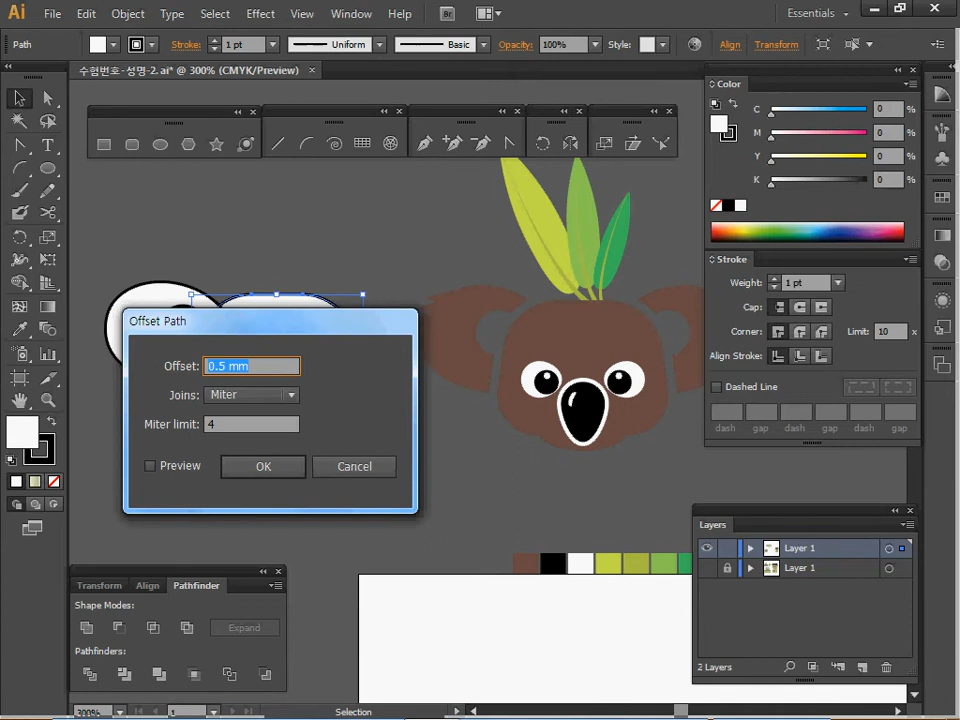 Ai File Edit Object Type Select Effect View Window Help Br Essentials
Path Stroke: 1 pt Uniform Basic Opacity: 100% Style: Align Transform
수험번호-성명-2.ai* @ 300% (CMYK/Preview)
Color
C 0 %
M 0 %
Y 0 %
K 0 %
Stroke
Weight: 1 pt
Cap:
Corner: Limit: 10 x
Align Stroke:
Dashed Line
dash gap dash gap dash gap
Offset Path
Offset: 0.5 mm
Joins: Miter
Miter limit: 4
Preview OK Cancel
Layers
Layer 1
Layer 1
2 Layers
Transform Align Pathfinder
Shape Modes:
Expand
Pathfinders:
300% 1 Selection